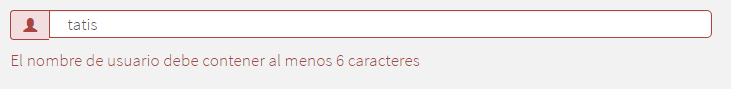 tatis
El nombre de usuario debe contener al menos 6 caracteres